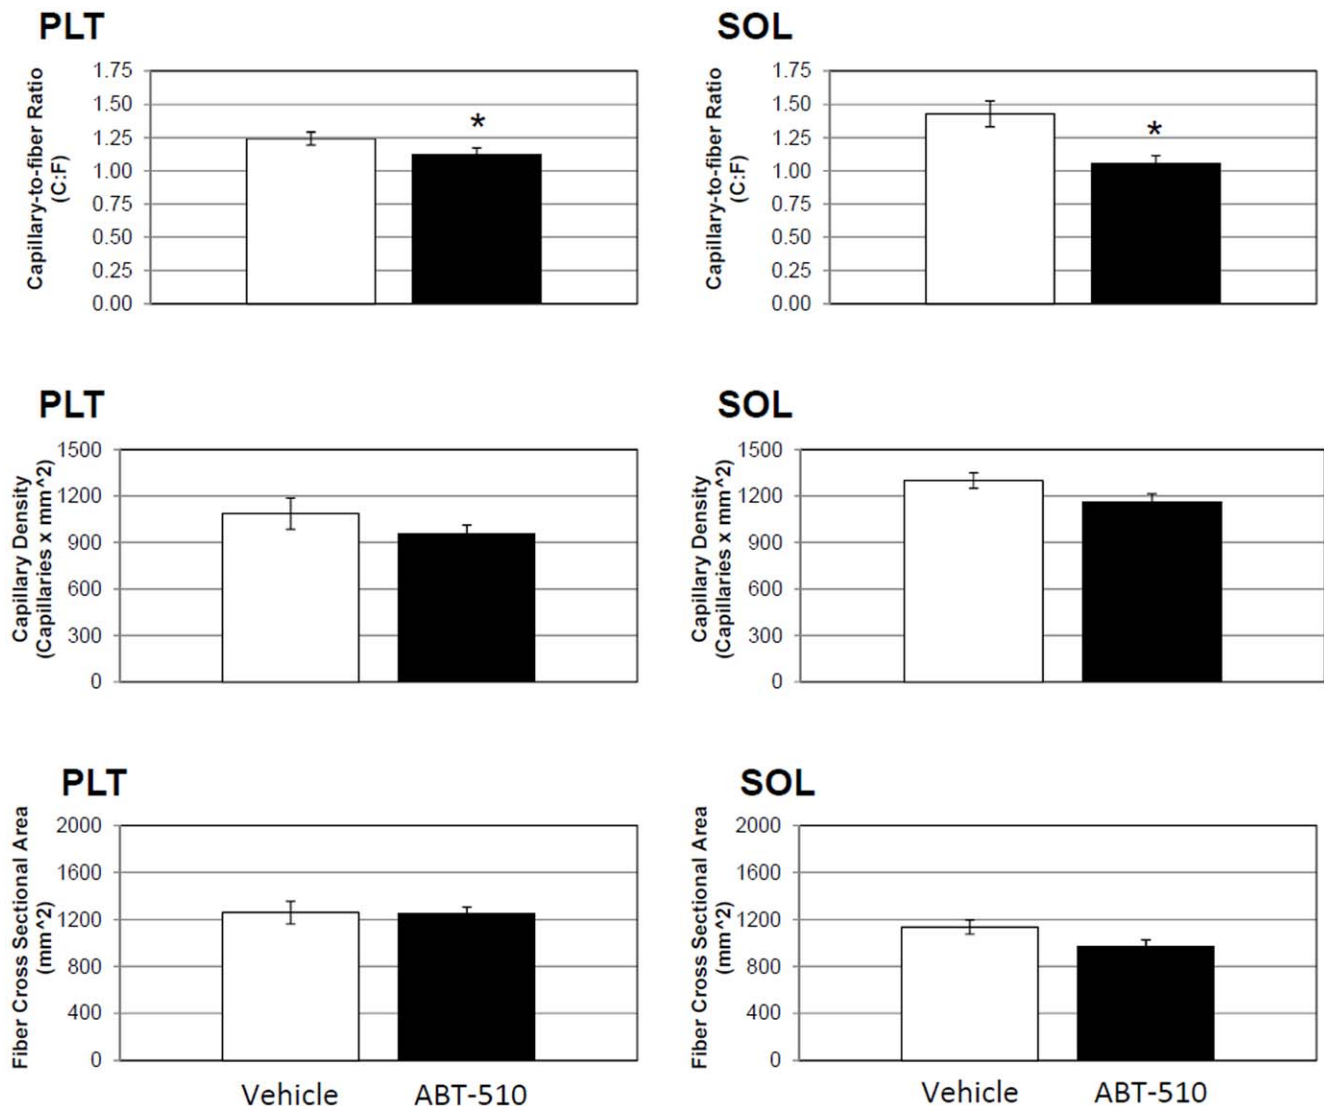 PLT
Capillary-to-fiber Ratio
(C:F)
1.75
1.50
1.25
1.00
0.75
0.50
0.25
0.00
*
SOL
Capillary-to-fiber Ratio
(C:F)
1.75
1.50
1.25
1.00
0.75
0.50
0.25
0.00
*
PLT
Capillary Density
(Capillaries x mm^2)
1500
1200
900
600
300
0
SOL
Capillary Density
(Capillaries x mm^2)
1500
1200
900
600
300
0
PLT
Fiber Cross Sectional Area
(mm^2)
2000
1600
1200
800
400
0
Vehicle
ABT-510
SOL
Fiber Cross Sectional Area
(mm^2)
2000
1600
1200
800
400
0
Vehicle
ABT-510